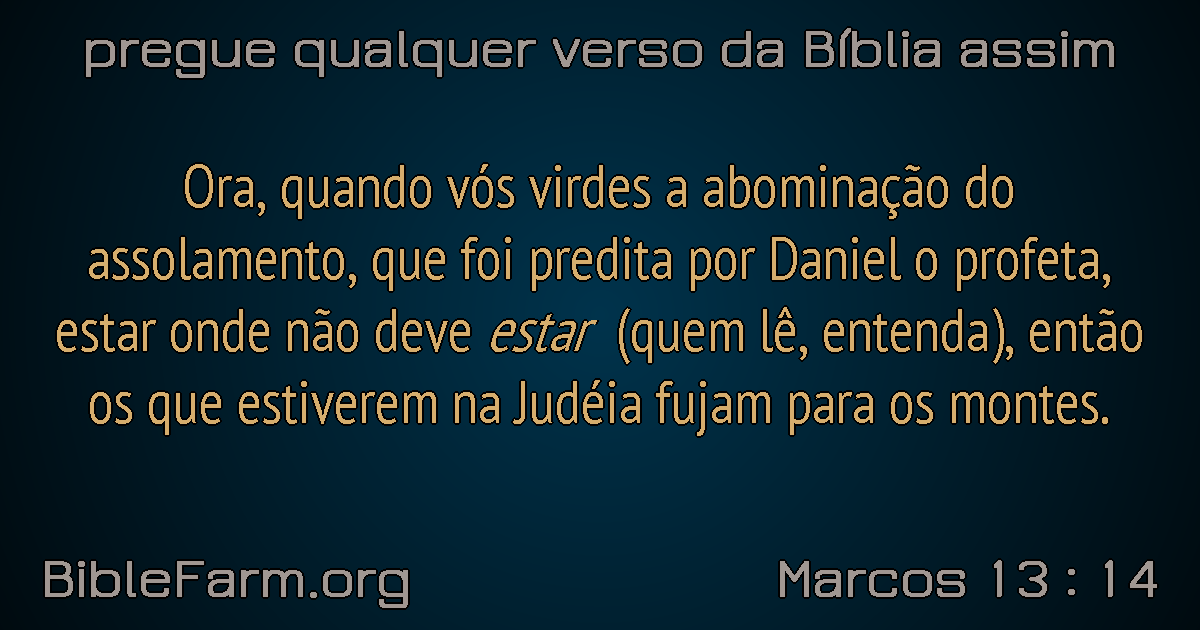 pregue qualquer verso da Bíblia assim
Ora, quando vós virdes a abominação do
assolamento, que foi predita por Daniel o profeta,
estar onde não deve estar (quem lê, entenda), então
os que estiverem na Judéia fujam para os montes.
BibleFarm.org
Marcos 13 : 14